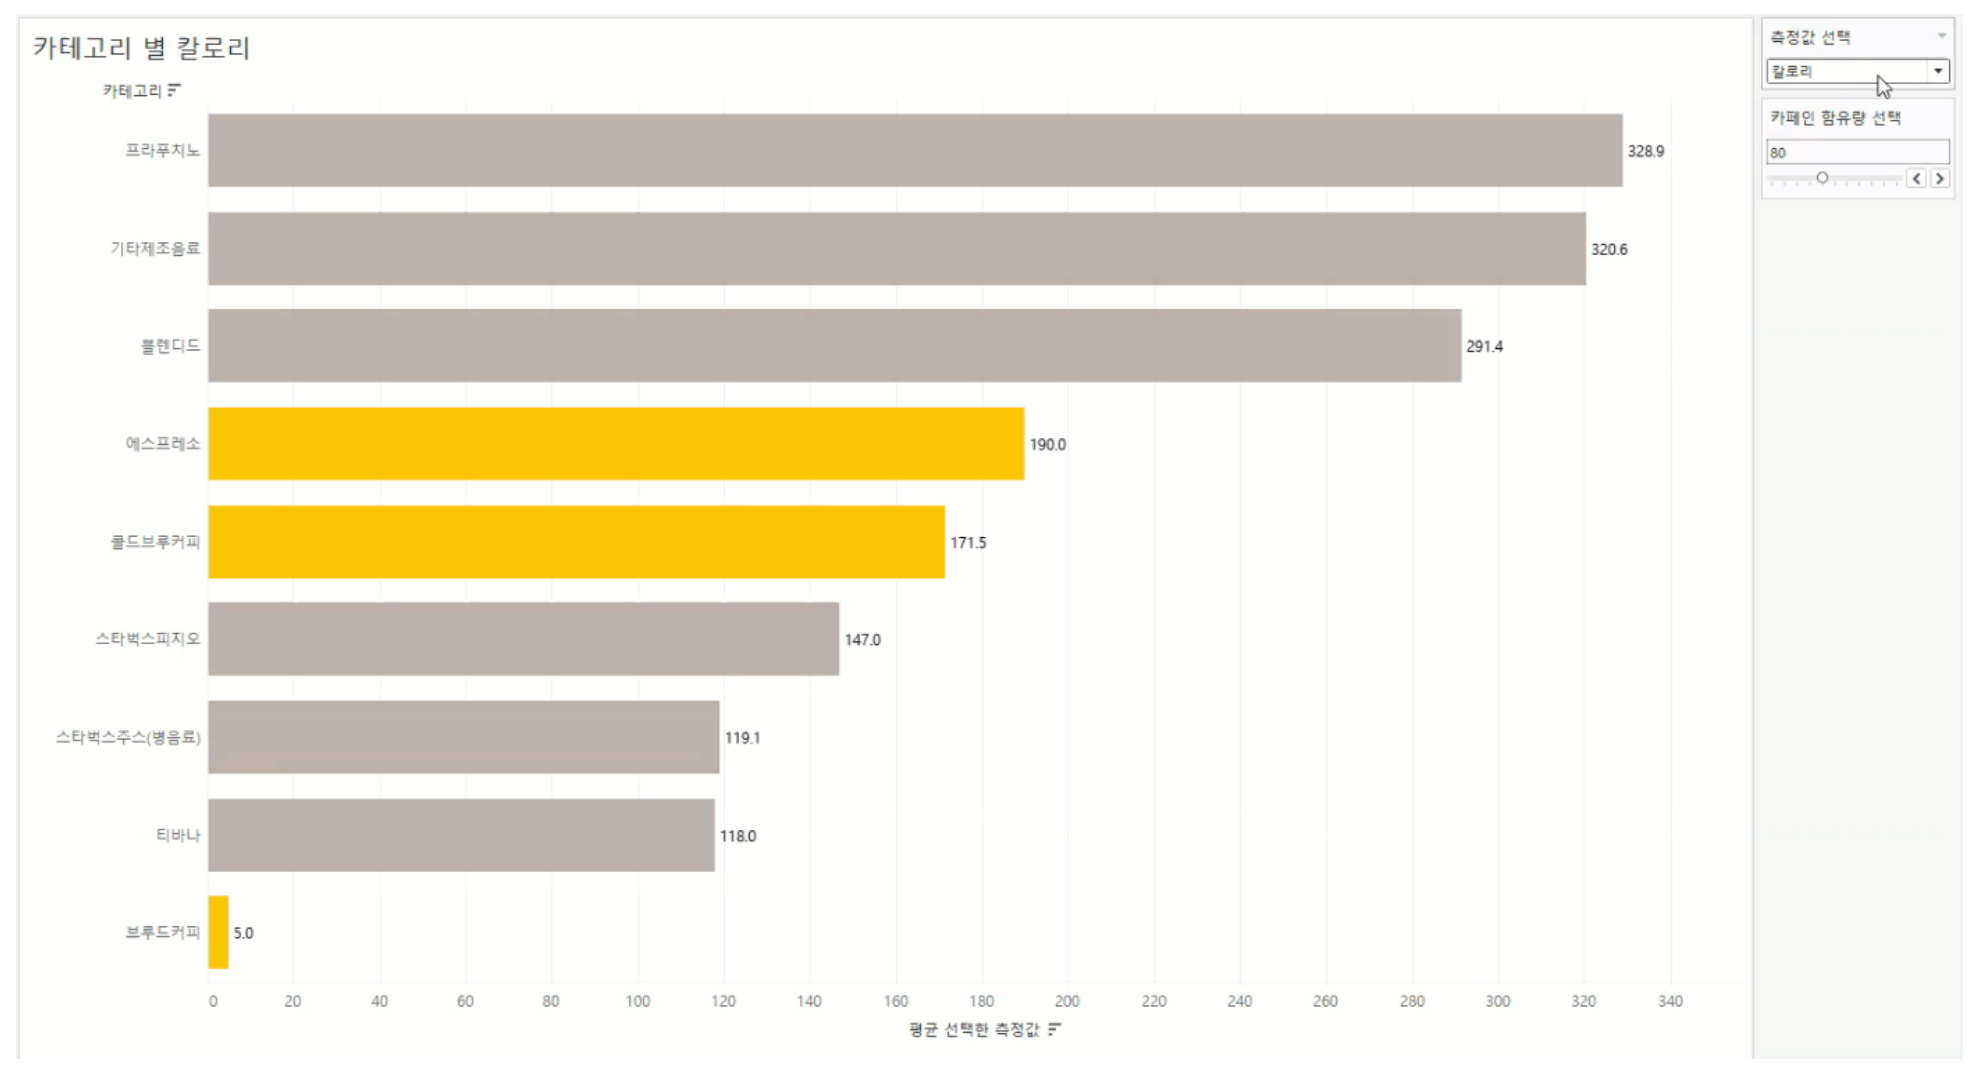 카테고리 별 칼로리
카테고리
프라푸치노
328.9
기타제조음료
320.6
블렌디드
291.4
에스프레소
190.0
콜드브루커피
171.5
스타벅스피지오
147.0
스타벅스주스(병음료)
119.1
티바나
118.0
브루드커피
5.0
0 20 40 60 80 100 120 140 160 180 200 220 240 260 280 300 320 340
평균 선택한 측정값
측정값 선택
칼로리
카페인 함유량 선택
80